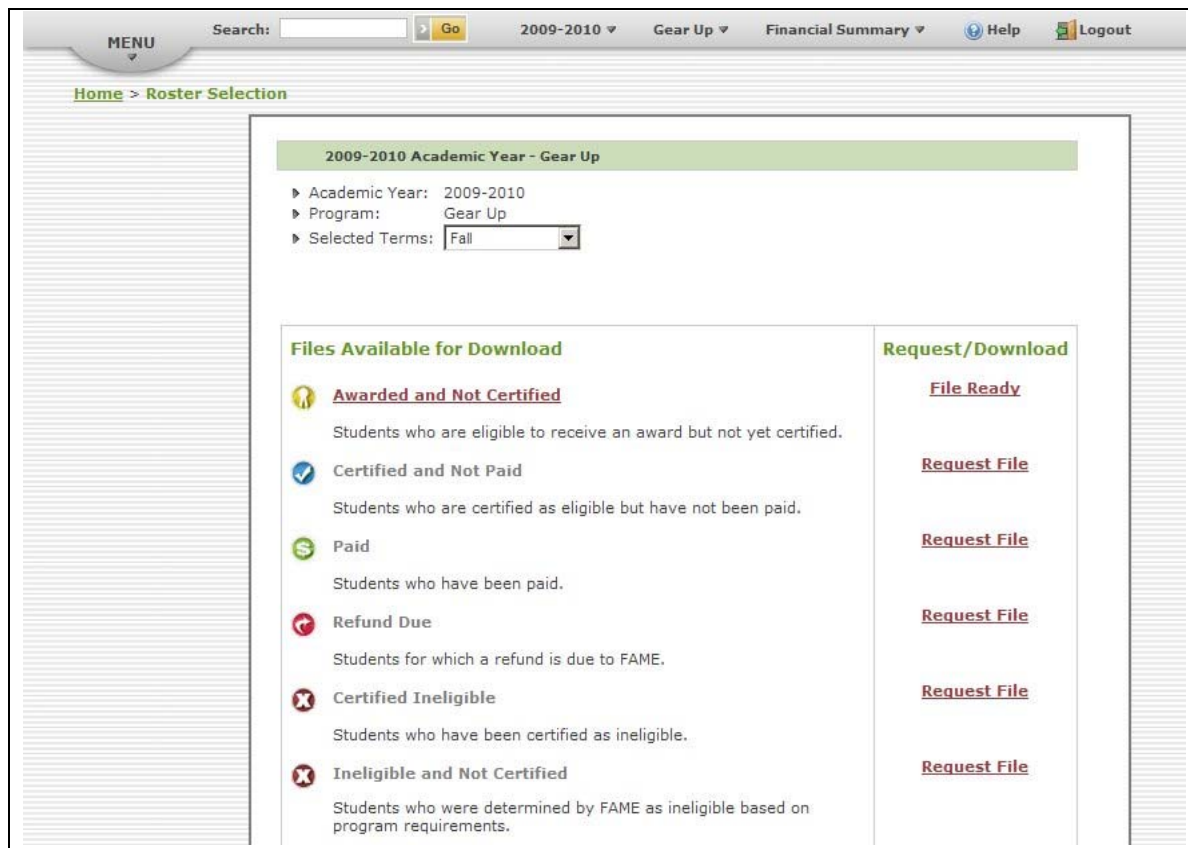 MENU
Search:
Go
2009-2010
Gear Up
Financial Summary
Help
Logout
Home > Roster Selection
2009-2010 Academic Year - Gear Up
Academic Year: 2009-2010
Program: Gear Up
Selected Terms: Fall
Files Available for Download
Request/Download
Awarded and Not Certified
File Ready
Students who are eligible to receive an award but not yet certified.
Certified and Not Paid
Request File
Students who are certified as eligible but have not been paid.
Paid
Request File
Students who have been paid.
Refund Due
Request File
Students for which a refund is due to FAME.
Certified Ineligible
Request File
Students who have been certified as ineligible.
Ineligible and Not Certified
Request File
Students who were determined by FAME as ineligible based on
program requirements.